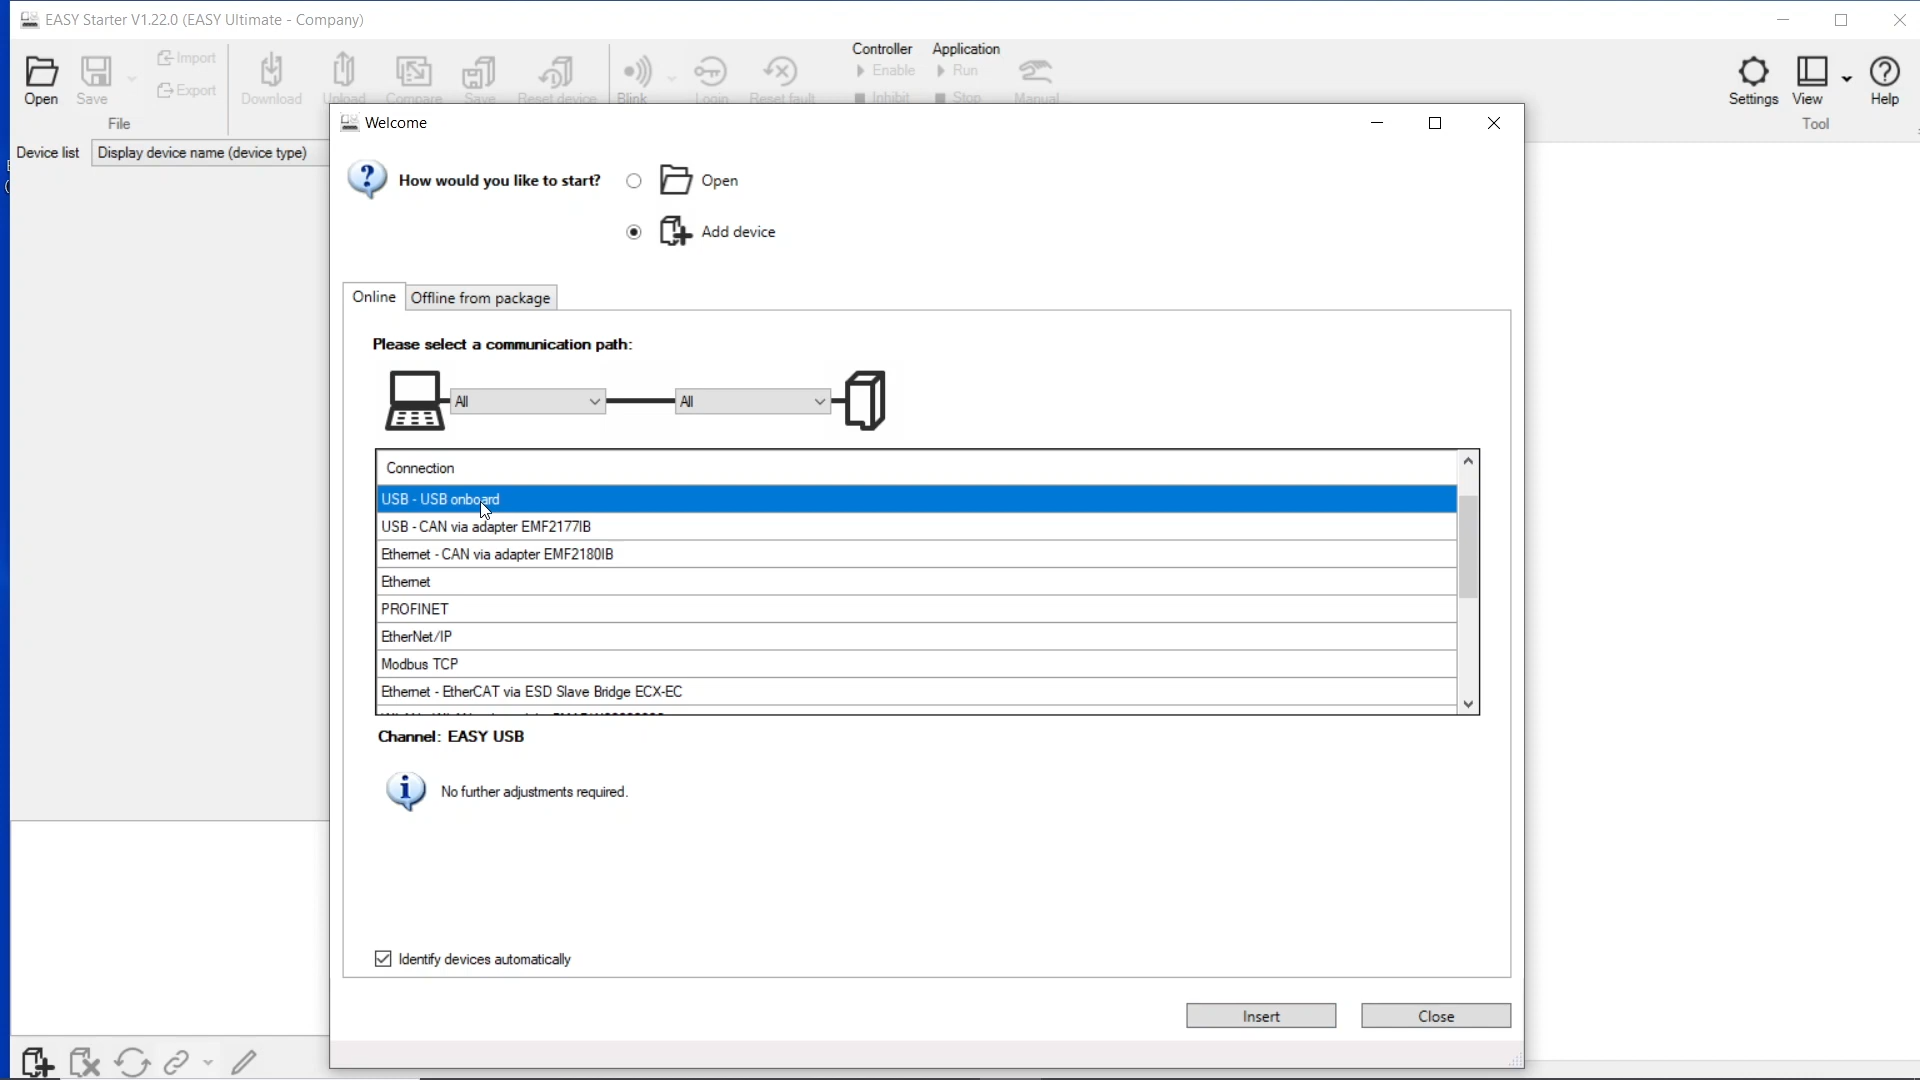 EASY Starter V1.22.0 (EASY Ultimate - Company)
Open
Save
Import
Export
File
Download
Upload
Compare
Save
Reset device
Blink
Login
Reset fault
Controller
Enable
Inhibit
Application
Run
Stop
Manual
Settings
View
Help
Tool
Device list
Display device name (device type)
Welcome
How would you like to start?
Open
Add device
Online
Offline from package
Please select a communication path:
All
All
Connection
USB - USB onboard
USB - CAN via adapter EMF2177IB
Ethernet - CAN via adapter EMF2180IB
Ethernet
PROFINET
EtherNet/IP
Modbus TCP
Ethernet - EtherCAT via ESD Slave Bridge ECX-EC
Channel: EASY USB
No further adjustments required.
Identify devices automatically
Insert
Close